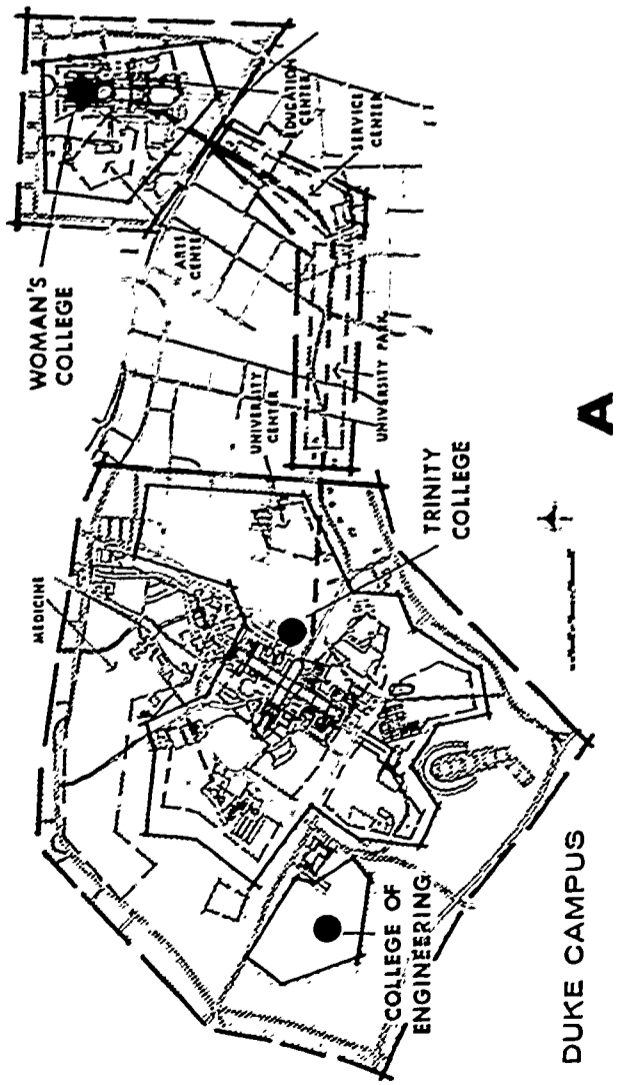 MEDICINE
WOMAN'S
COLLEGE
ARTS
CENTER
UNIVERSITY
CENTER
EDUCATION
CENTER
SERVICE
CENTER
UNIVERSITY PARK
COLLEGE OF
ENGINEERING
TRINITY
COLLEGE
DUKE CAMPUS
A